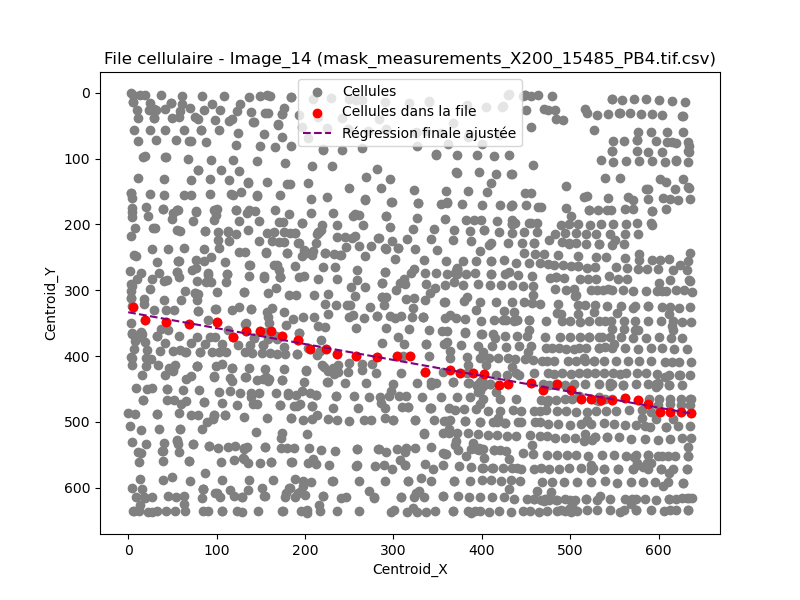 File cellulaire - Image_14 (mask_measurements_X200_15485_PB4.tif.csv)
Cellules
Cellules dans la file
Régression finale ajustée
0
100
200
300
400
500
600
Centroid_Y
0 100 200 300 400 500 600
Centroid_X